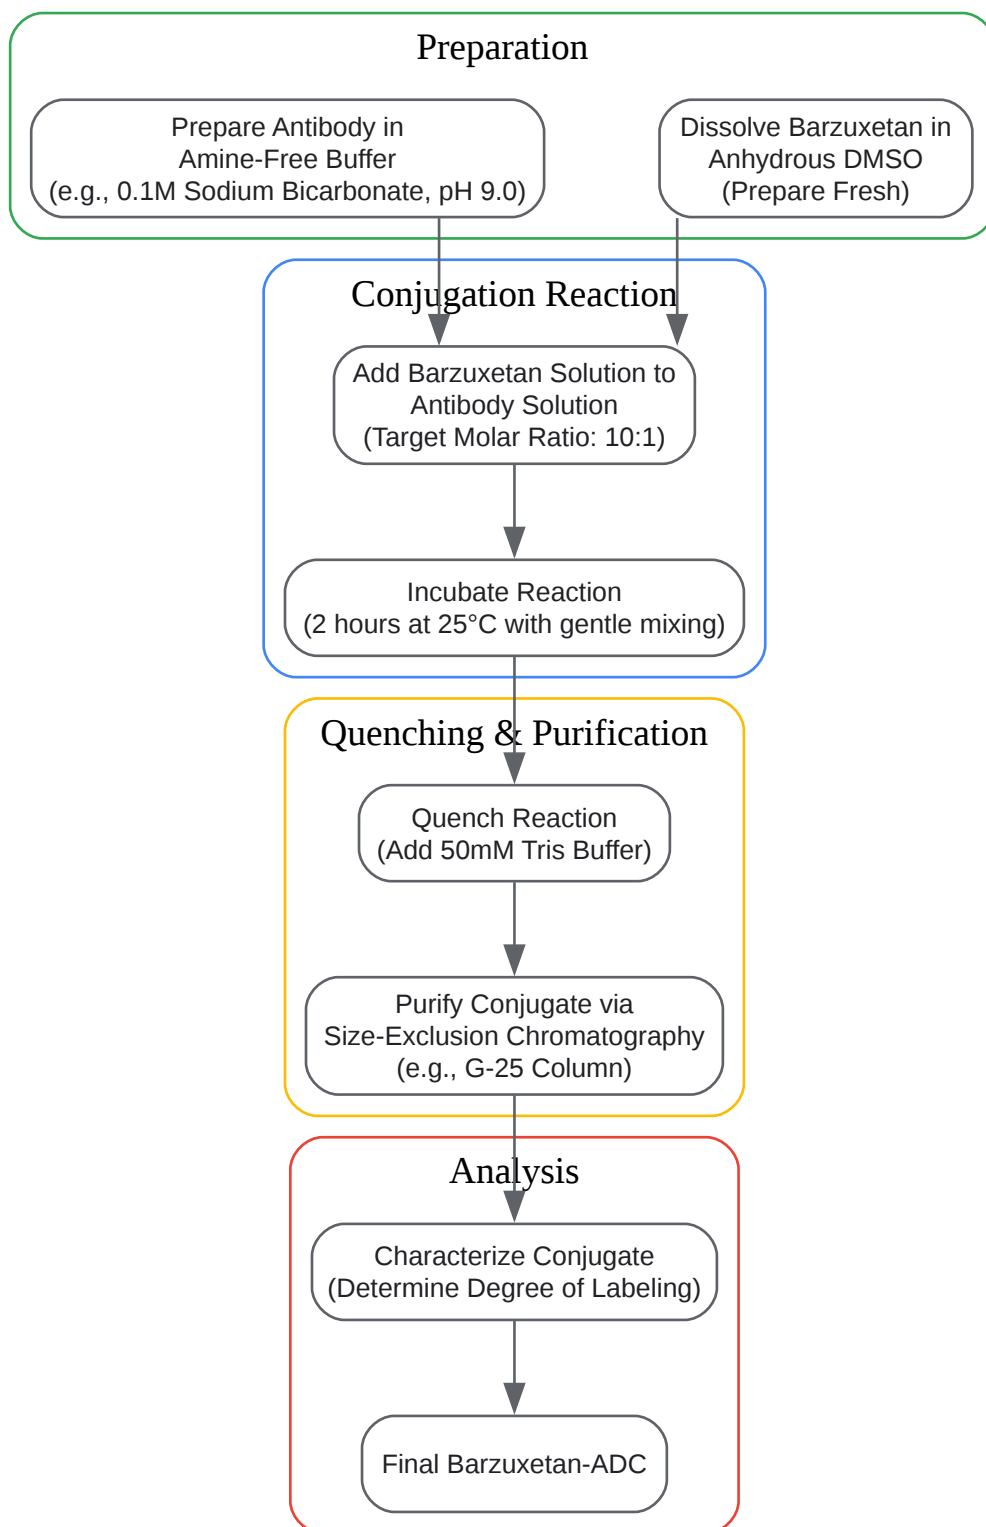 Preparation
Prepare Antibody in
Amine-Free Buffer
(e.g., 0.1M Sodium Bicarbonate, pH 9.0)
Dissolve Barzuxetan in
Anhydrous DMSO
(Prepare Fresh)
Conjugation Reaction
Add Barzuxetan Solution to
Antibody Solution
(Target Molar Ratio: 10:1)
Incubate Reaction
(2 hours at 25°C with gentle mixing)
Quenching & Purification
Quench Reaction
(Add 50mM Tris Buffer)
Purify Conjugate via
Size-Exclusion Chromatography
(e.g., G-25 Column)
Analysis
Characterize Conjugate
(Determine Degree of Labeling)
Final Barzuxetan-ADC